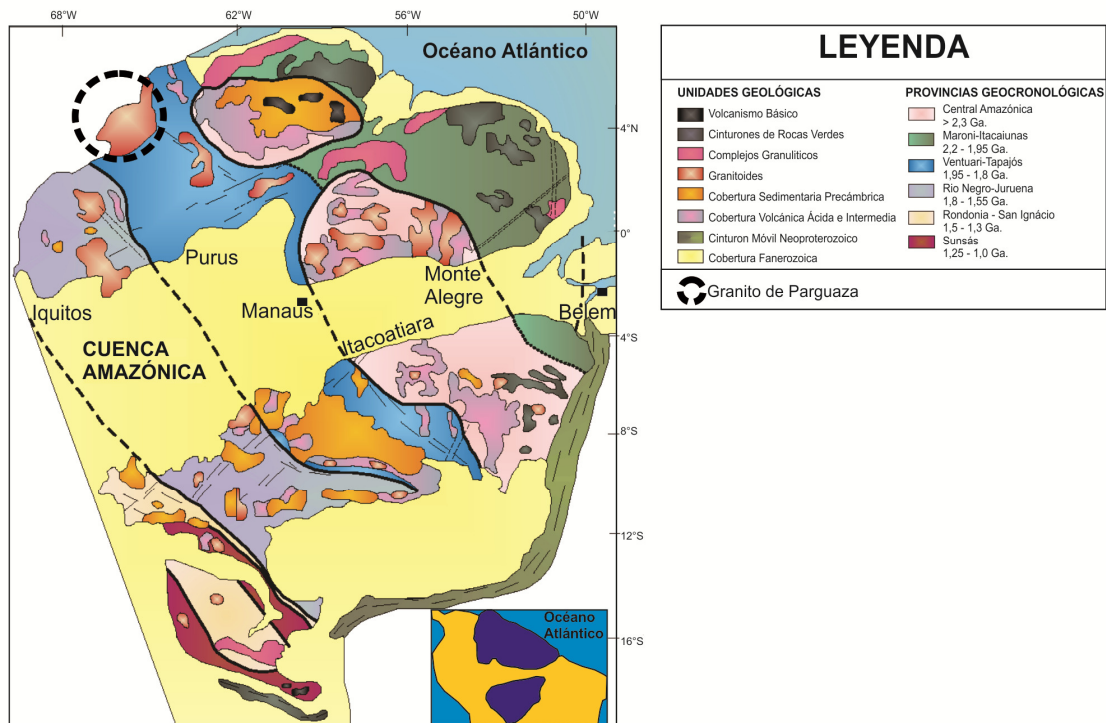 68°W
62°W
56°W
50°W
Océano Atlántico
4°N
0°
4°S
8°S
12°S
16°S
Purus
Iquitos
Manaus
Monte
Alegre
Itacoatiara
Belem
CUENCA
AMAZÓNICA
Océano
Atlántico
LEYENDA
UNIDADES GEOLÓGICAS
Volcanismo Básico
Cinturones de Rocas Verdes
Complejos Granuliticos
Granitoides
Cobertura Sedimentaria Precámbrica
Cobertura Volcánica Ácida e Intermedia
Cinturon Móvil Neoproterozoico
Cobertura Fanerozoica
PROVINCIAS GEOCRONOLÓGICAS
Central Amazónica
> 2,3 Ga.
Maroni-Itacaiunas
2,2 - 1,95 Ga.
Ventuari-Tapajós
1,95 - 1,8 Ga.
Rio Negro-Juruena
1,8 - 1,55 Ga.
Rondonia - San Ignácio
1,5 - 1,3 Ga.
Sunsás
1,25 - 1,0 Ga.
Granito de Parguaza